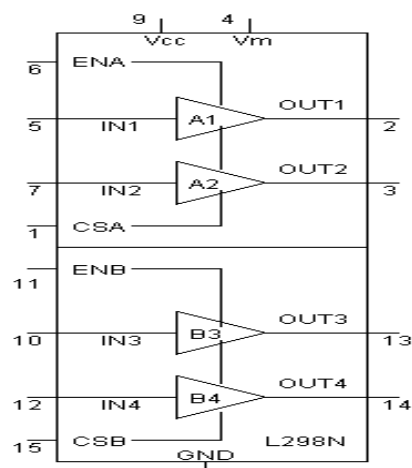 9 4
Vcc Vm
6 ENA
5 IN1 A1 OUT1 2
7 IN2 A2 OUT2 3
1 CSA
11 ENB
10 IN3 B3 OUT3 13
12 IN4 B4 OUT4 14
15 CSB
GND L298N